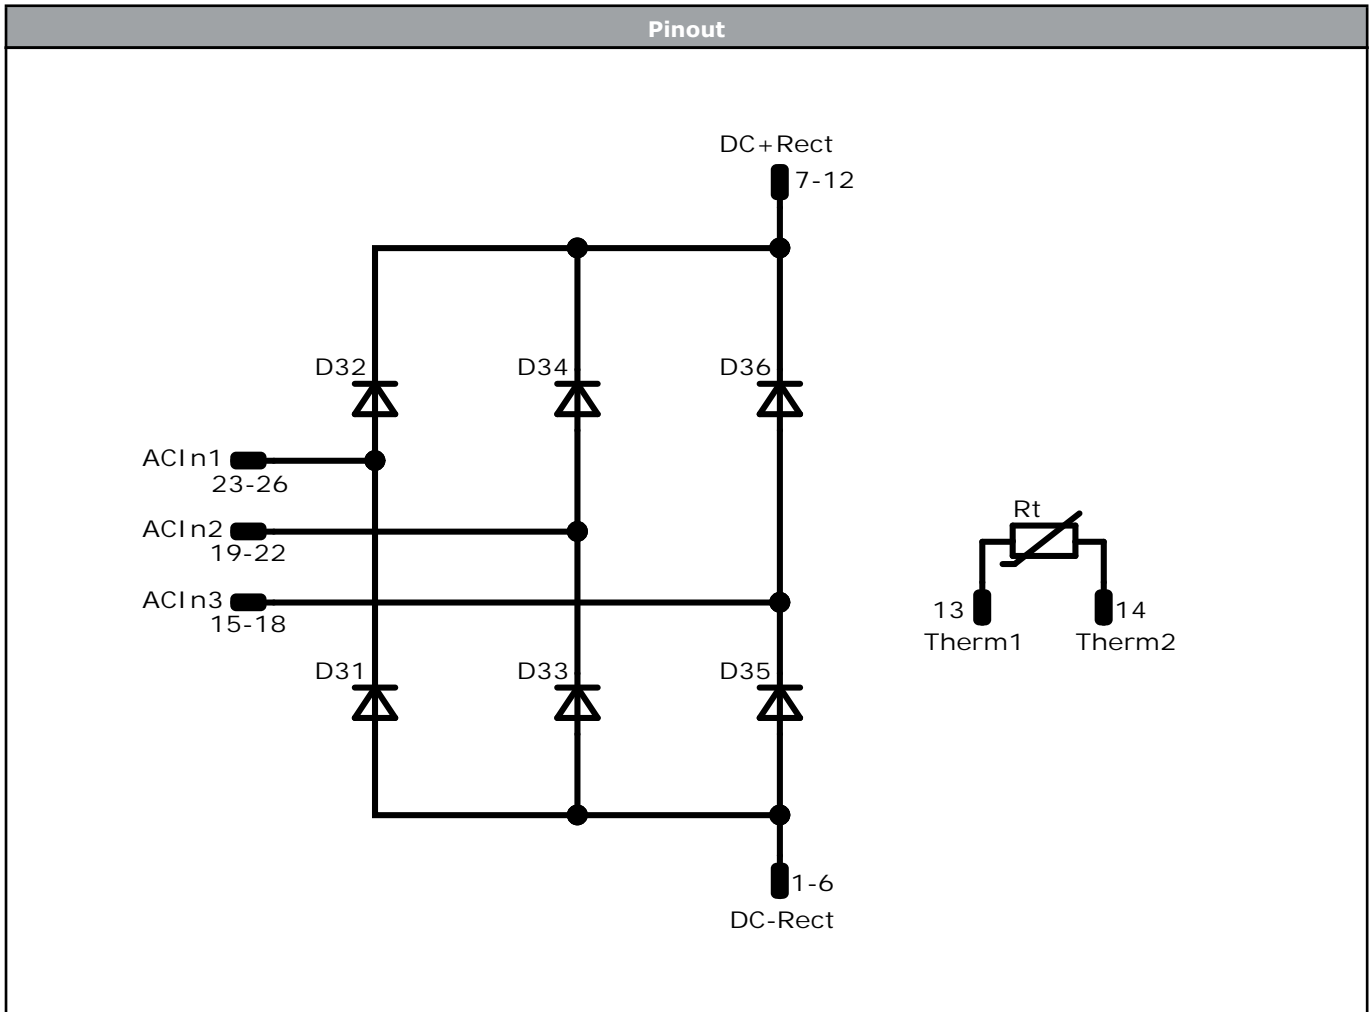 Pinout
DC+Rect
7-12
D32
D34
D36
ACIn1
23-26
ACIn2
19-22
ACIn3
15-18
Rt
13
14
Therm1
Therm2
D31
D33
D35
1-6
DC-Rect